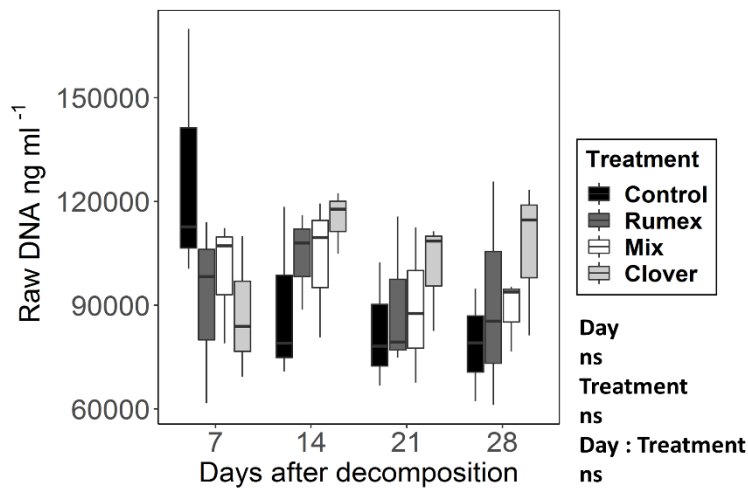 Raw DNA ng ml -1
150000
120000
90000
60000
7 14 21 28
Days after decomposition
Treatment
Control
Rumex
Mix
Clover
Day
ns
Treatment
ns
Day : Treatment
ns